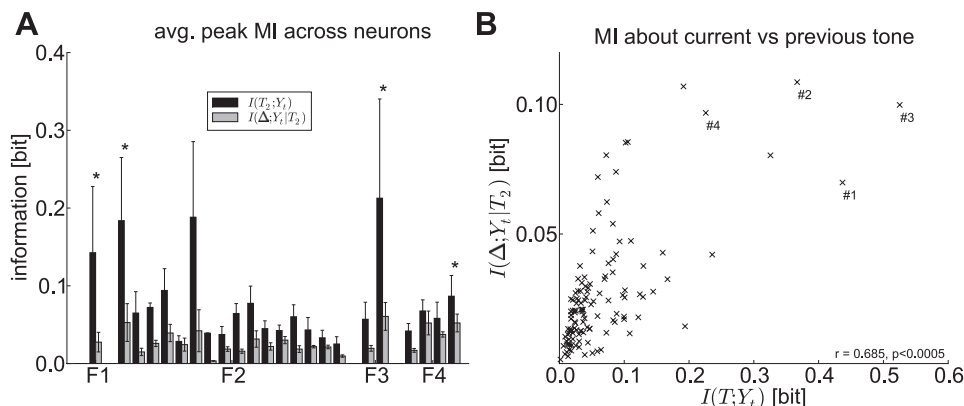 A
avg. peak MI across neurons
0.4
0.3
0.2
0.1
0.0
information [bit]
I(T₂;Yₜ)
I(Δ;Yₜ|T₂)
*
*
*
*
F1
F2
F3
F4
B
MI about current vs previous tone
0.10
0.05
I(Δ;Yₜ|T₂) [bit]
#2
#3
#4
#1
r = 0.685, p<0.0005
0.0
0.1
0.2
0.3
0.4
0.5
0.6
I(T;Yₜ) [bit]